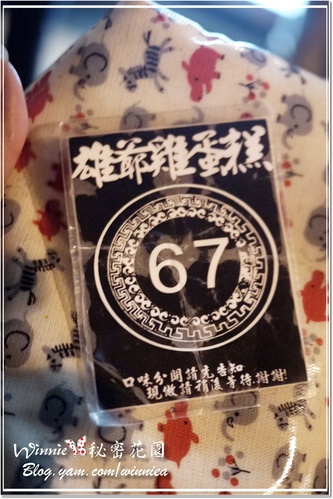 雄爺雞蛋糕
67
口味分開請先告知
現做請稍後等待.謝謝!
Winnie秘密花園
Blog.yam.com/winnica